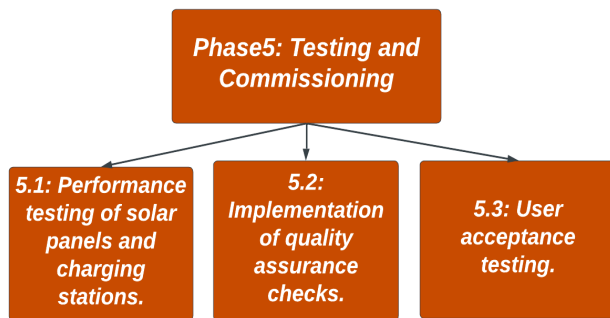 Phase5: Testing and
Commissioning
5.1: Performance
testing of solar
panels and
charging
stations.
5.2:
Implementation
of quality
assurance
checks.
5.3: User
acceptance
testing.